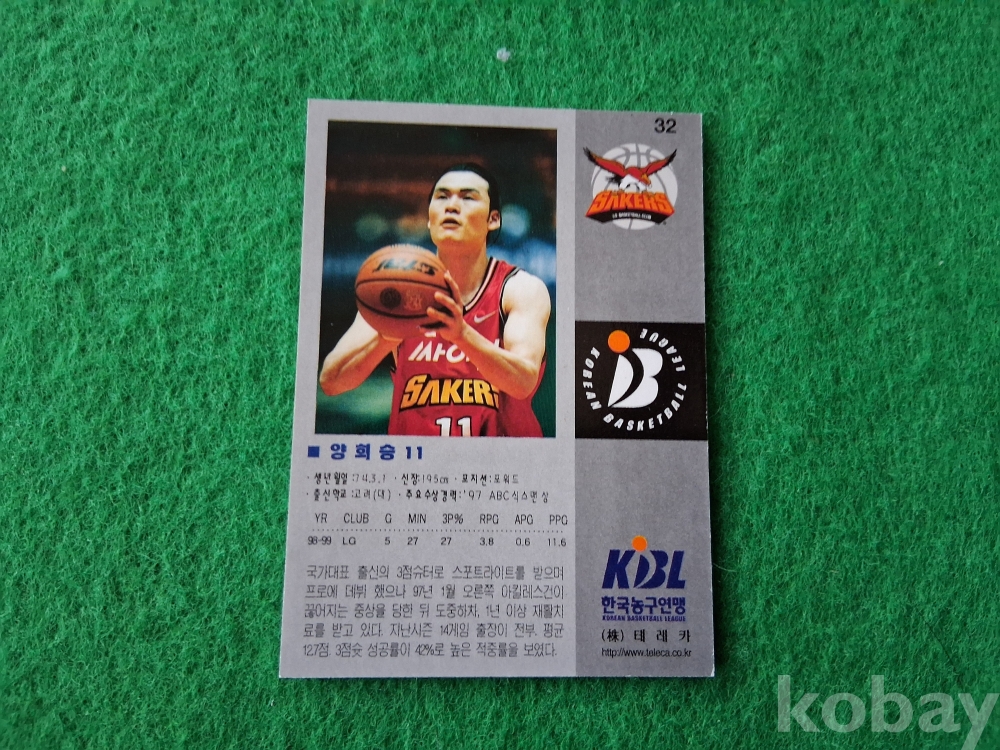 32
SAKERS
LG BASKETBALL CLUB
SAKERS
11
KOREAN BASKETBALL LEAGUE
■ 양희승 11
· 생년월일:74.3.1 · 신장:195cm · 포지션:포워드
· 출신학교:고려(대) · 주요수상경력:'97 ABC식스맨상
YR CLUB G MIN 3P% RPG APG PPG
98-99 LG 5 27 27 3.8 0.6 11.6
국가대표 출신의 3점슈터로 스포트라이트를 받으며
프로에 데뷔 했으나 97년 1월 오른쪽 아킬레스건이
끊어지는 중상을 당한 뒤 도중하차, 1년 이상 재활치
료를 받고 있다. 지난시즌 14게임 출장이 전부. 평균
12.7점. 3점슛 성공률이 42%로 높은 적중률을 보였다.
KBL
한국농구연맹
KOREAN BASKETBALL LEAGUE
(株) 테레카
http://www.teleca.co.kr
kobay